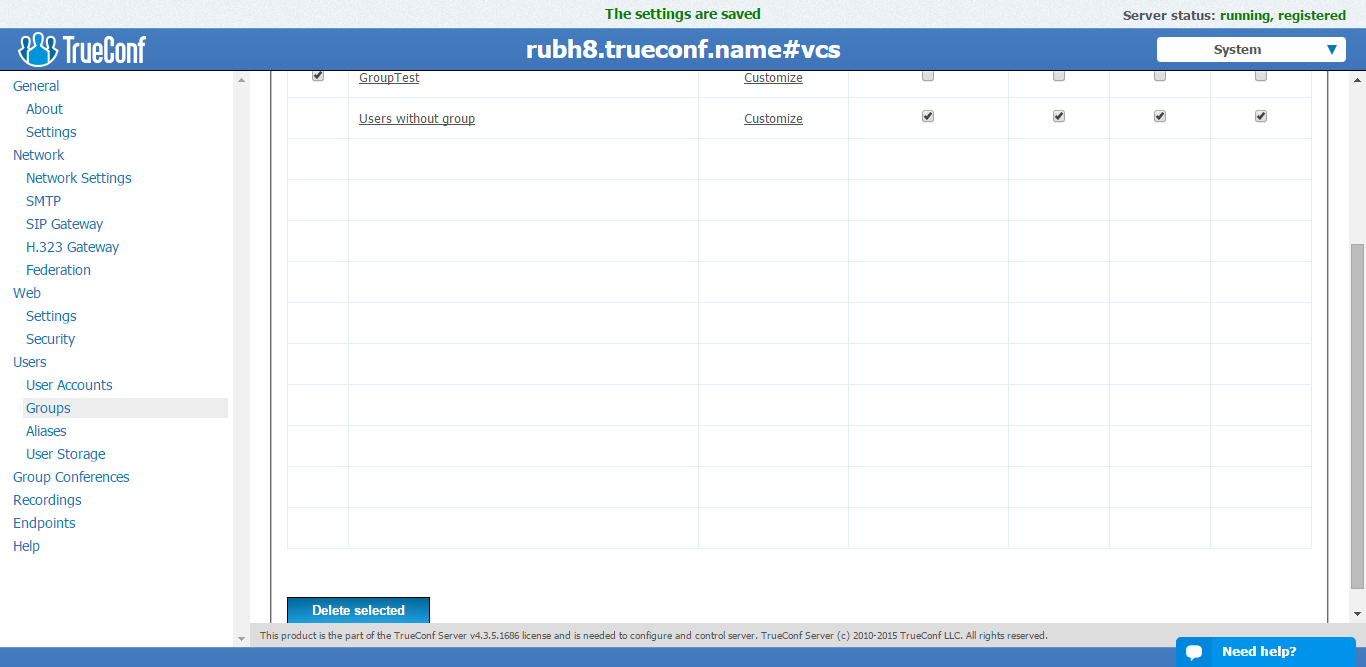 The settings are saved
Server status: running, registered
TrueConf
rubh8.trueconf.name#vcs
System
General
About
Settings
Network
Network Settings
SMTP
SIP Gateway
H.323 Gateway
Federation
Web
Settings
Security
Users
User Accounts
Groups
Aliases
User Storage
Group Conferences
Recordings
Endpoints
Help
GroupTest Customize
Users without group Customize
Delete selected
This product is the part of the TrueConf Server v4.3.5.1686 license and is needed to configure and control server. TrueConf Server (c) 2010-2015 TrueConf LLC. All rights reserved.
Need help?